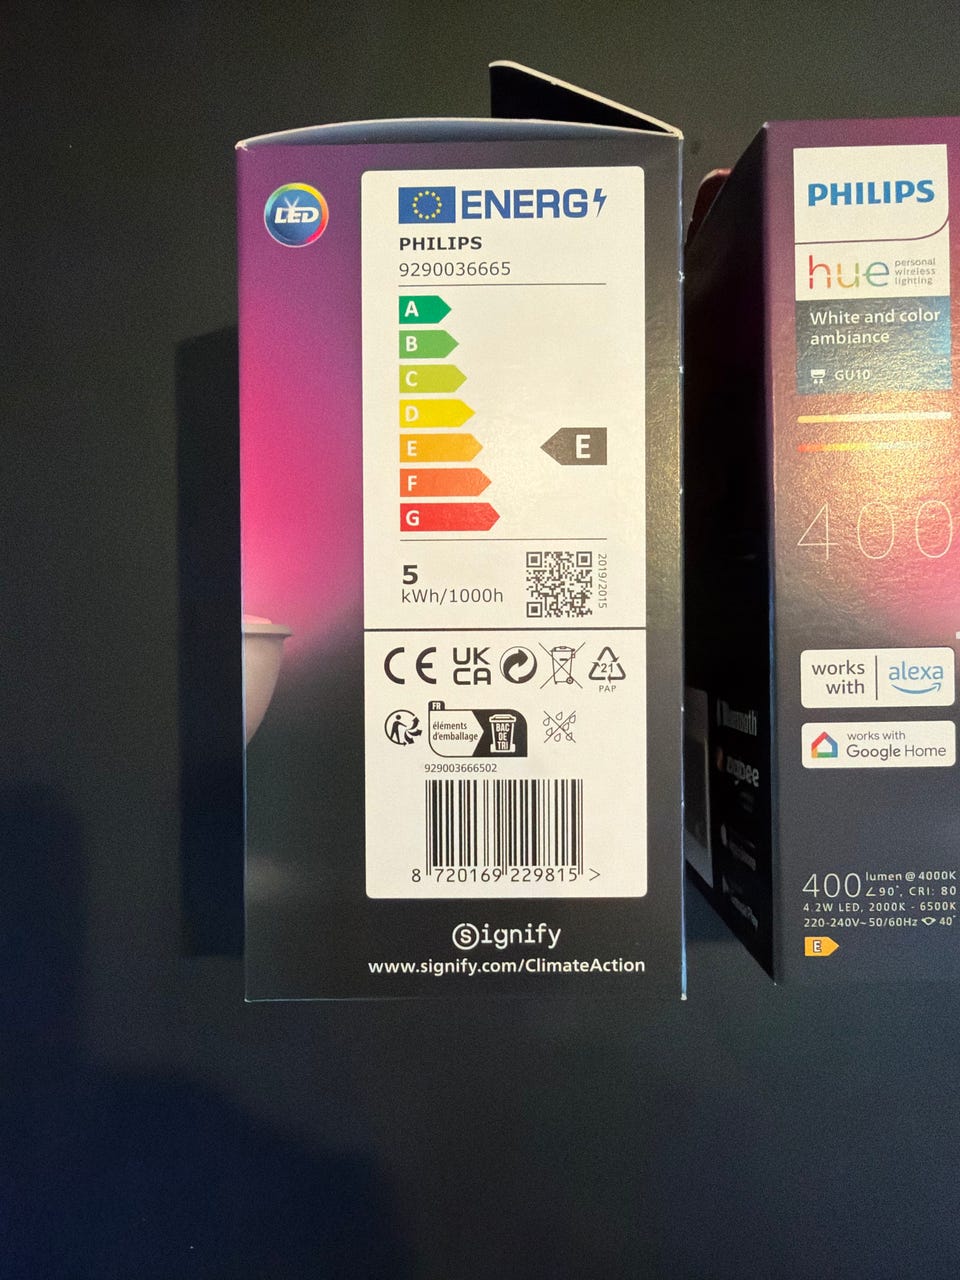 LED
ENERG
PHILIPS
9290036665
A
B
C
D
E
F
G
E
5
kWh/1000h
2019/2015
CE
UK
CA
21
PAP
FR
éléments
d'emballage
BAC
DE
TRI
929003666502
8 720169 229815 >
Signify
www.signify.com/ClimateAction
PHILIPS
hue personal
wireless
lighting
White and color
ambiance
GU10
400
works
with
alexa
works with
Google Home
Bluetooth
zigbee
400 lumen @ 4000K
∠90°, CRI: 80
4.2W LED, 2000K - 6500K
220-240V~50/60Hz 40°
E